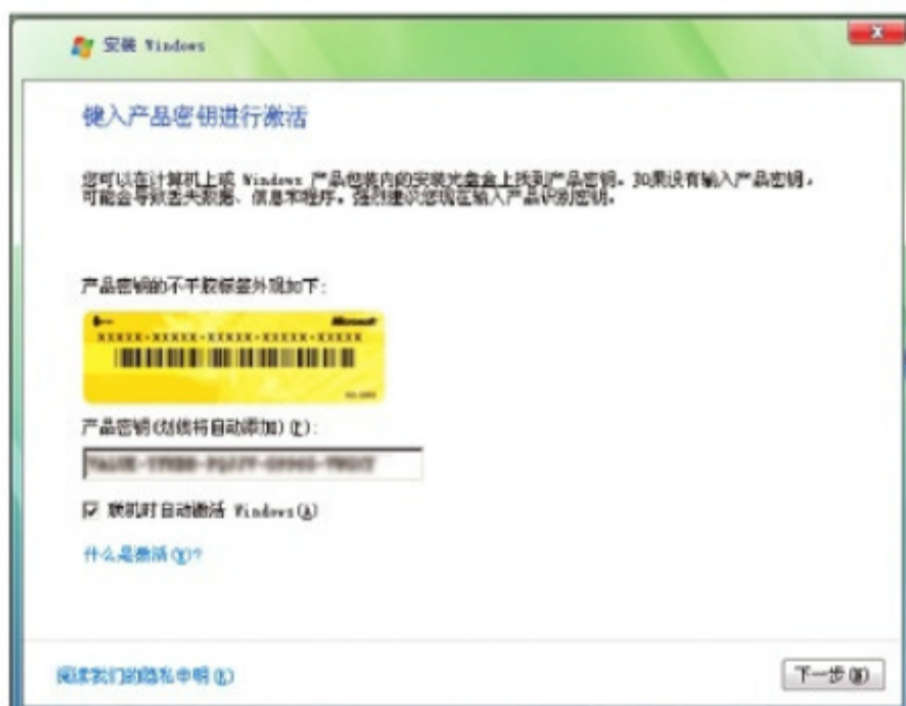 安装 Windows
键入产品密钥进行激活
您可以在计算机上或 Windows 产品包装内的安装光盘盒上找到产品密钥。如果没有输入产品密钥，
可能会导致丢失数据、信息和程序。强烈建议您现在输入产品识别密钥。
产品密钥的不干胶标签外观如下:
Microsoft
XXXXX-XXXXX-XXXXX-XXXXX-XXXXX
产品密钥(划线将自动添加)(P):
联机时自动激活 Windows(A)
什么是激活(W)?
阅读我们的隐私申明(R)
下一步(N)